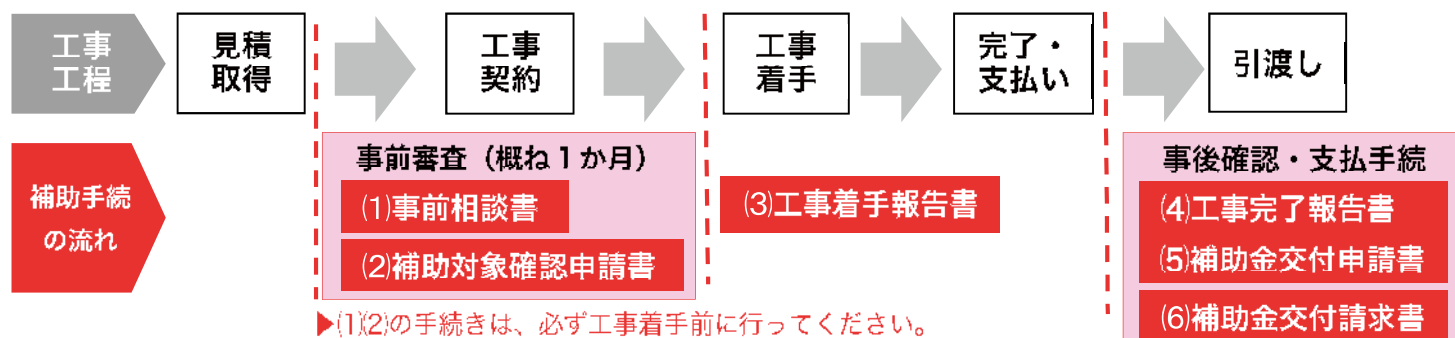 工事
工程
見積
取得
工事
契約
工事
着手
完了・
支払い
引渡し
補助手続
の流れ
事前審査（概ね１か月）
⑴事前相談書
⑵補助対象確認申請書
▶⑴⑵の手続きは、必ず工事着手前に行ってください。
⑶工事着手報告書
事後確認・支払手続
⑷工事完了報告書
⑸補助金交付申請書
⑹補助金交付請求書